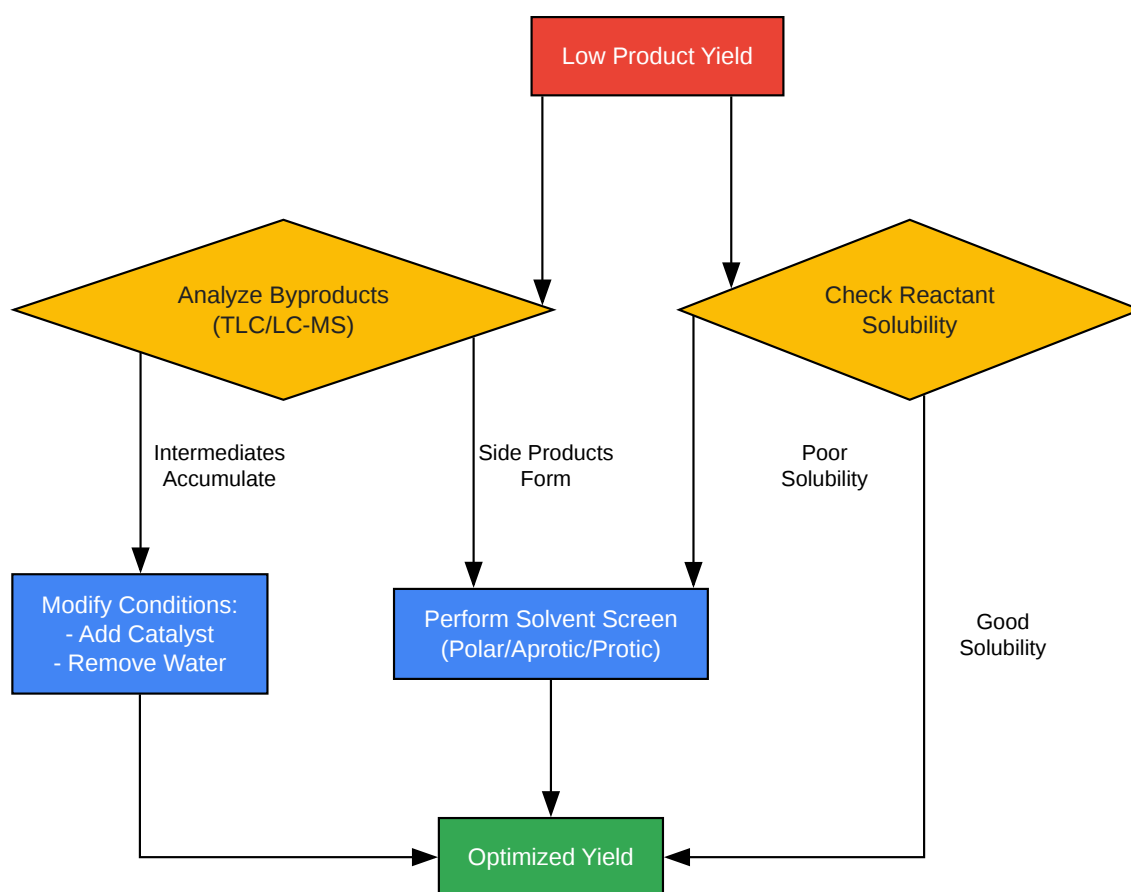 Low Product Yield
Analyze Byproducts
(TLC/LC-MS)
Check Reactant
Solubility
Intermediates
Accumulate
Side Products
Form
Poor
Solubility
Modify Conditions:
- Add Catalyst
- Remove Water
Perform Solvent Screen
(Polar/Aprotic/Protic)
Good
Solubility
Optimized Yield